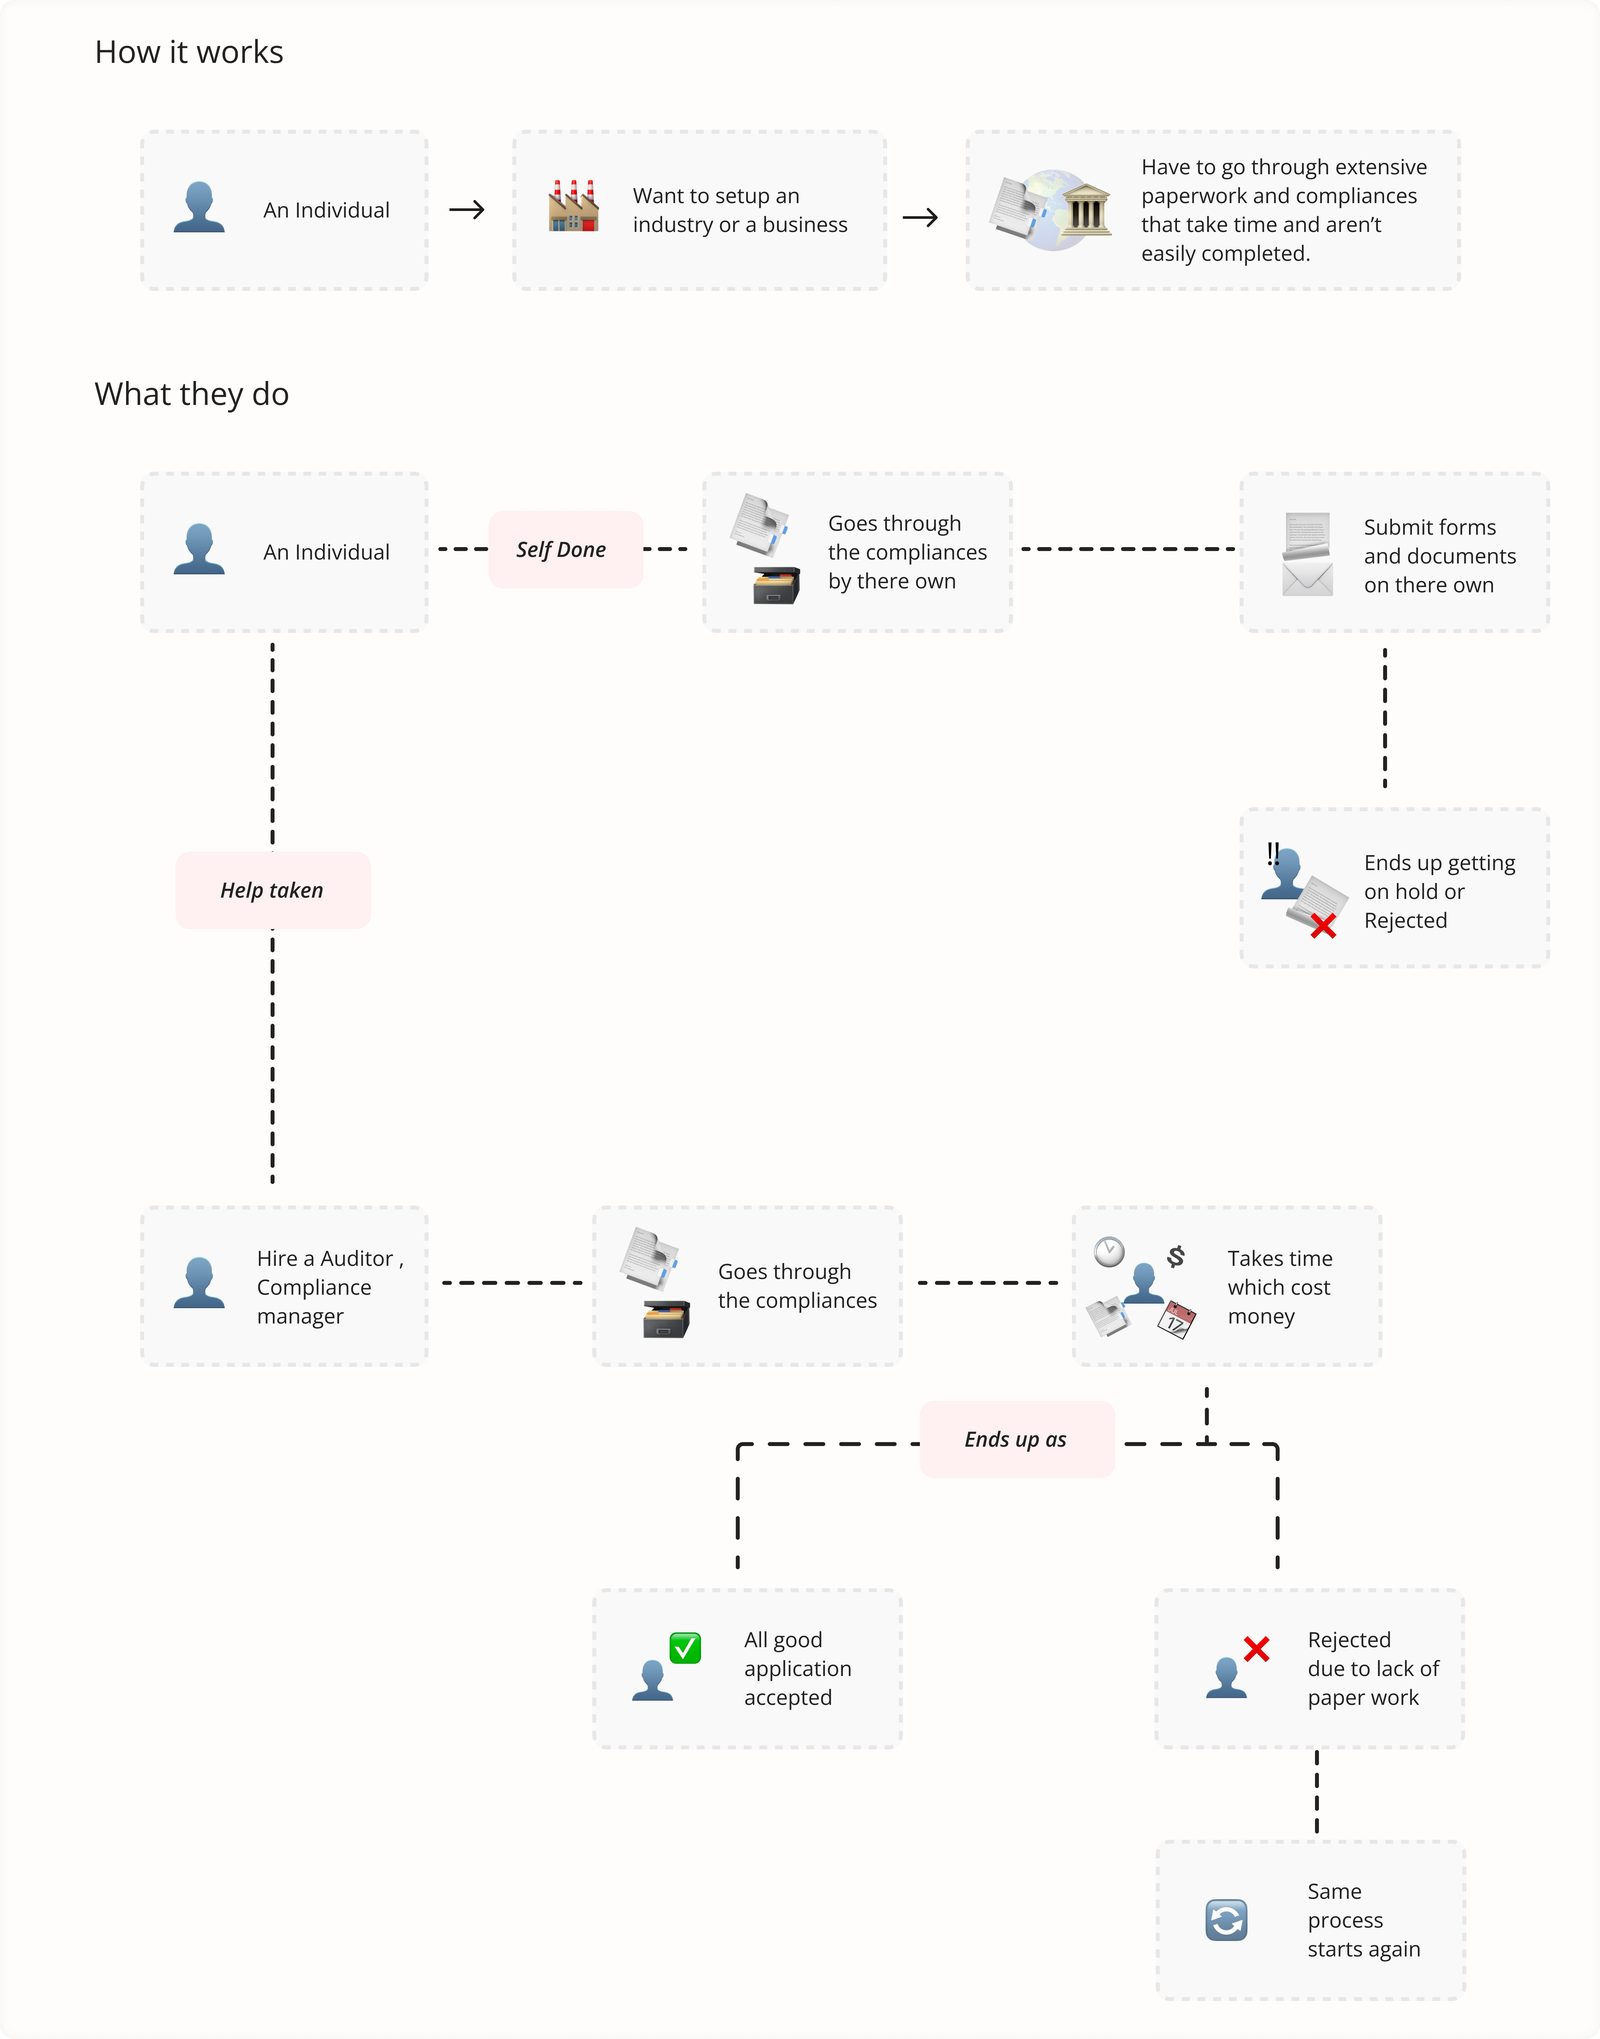 How it works
An Individual
Want to setup an
industry or a business
Have to go through extensive
paperwork and compliances
that take time and aren’t
easily completed.
What they do
An Individual
Self Done
Goes through
the compliances
by there own
Submit forms
and documents
on there own
Help taken
!!
Ends up getting
on hold or
Rejected
Hire a Auditor ,
Compliance
manager
Goes through
the compliances
$
17
Takes time
which cost
money
Ends up as
All good
application
accepted
Rejected
due to lack of
paper work
Same
process
starts again